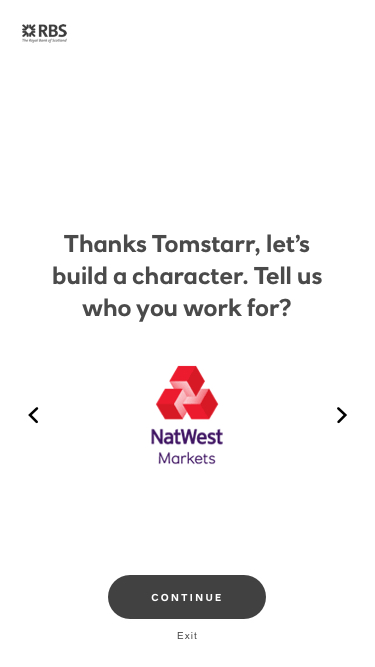 RBS
The Royal Bank of Scotland
Thanks Tomstarr, let’s
build a character. Tell us
who you work for?
NatWest
Markets
CONTINUE
Exit